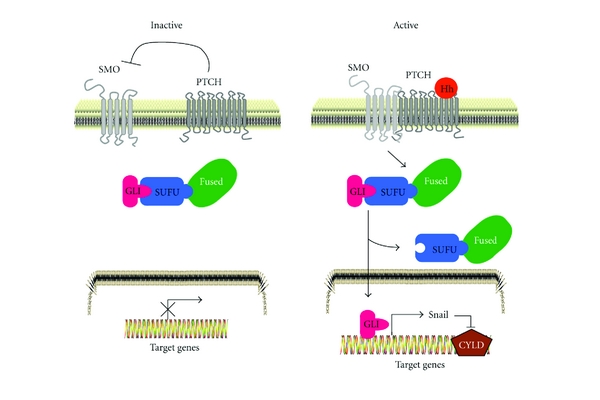 Inactive
SMO
PTCH
GLI
SUFU
Fused
Target genes
Active
SMO
PTCH
Hh
GLI
SUFU
Fused
SUFU
Fused
GLI
Snail
CYLD
Target genes